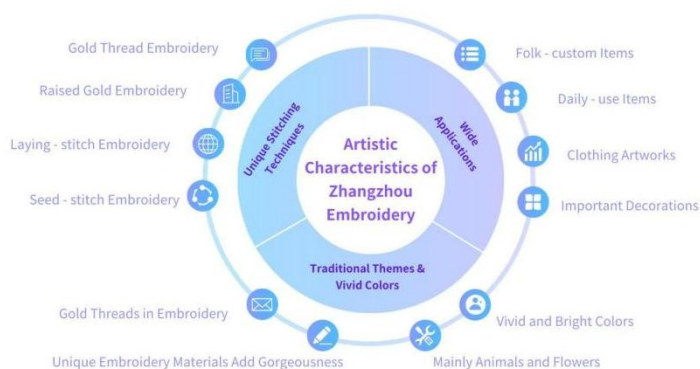 Gold Thread Embroidery
Raised Gold Embroidery
Laying - stitch Embroidery
Seed - stitch Embroidery
Unique Stitching
Techniques
Wide
Applications
Artistic
Characteristics of
Zhangzhou
Embroidery
Traditional Themes &
Vivid Colors
Folk - custom Items
Daily - use Items
Clothing Artworks
Important Decorations
Gold Threads in Embroidery
Unique Embroidery Materials Add Gorgeousness
Vivid and Bright Colors
Mainly Animals and Flowers